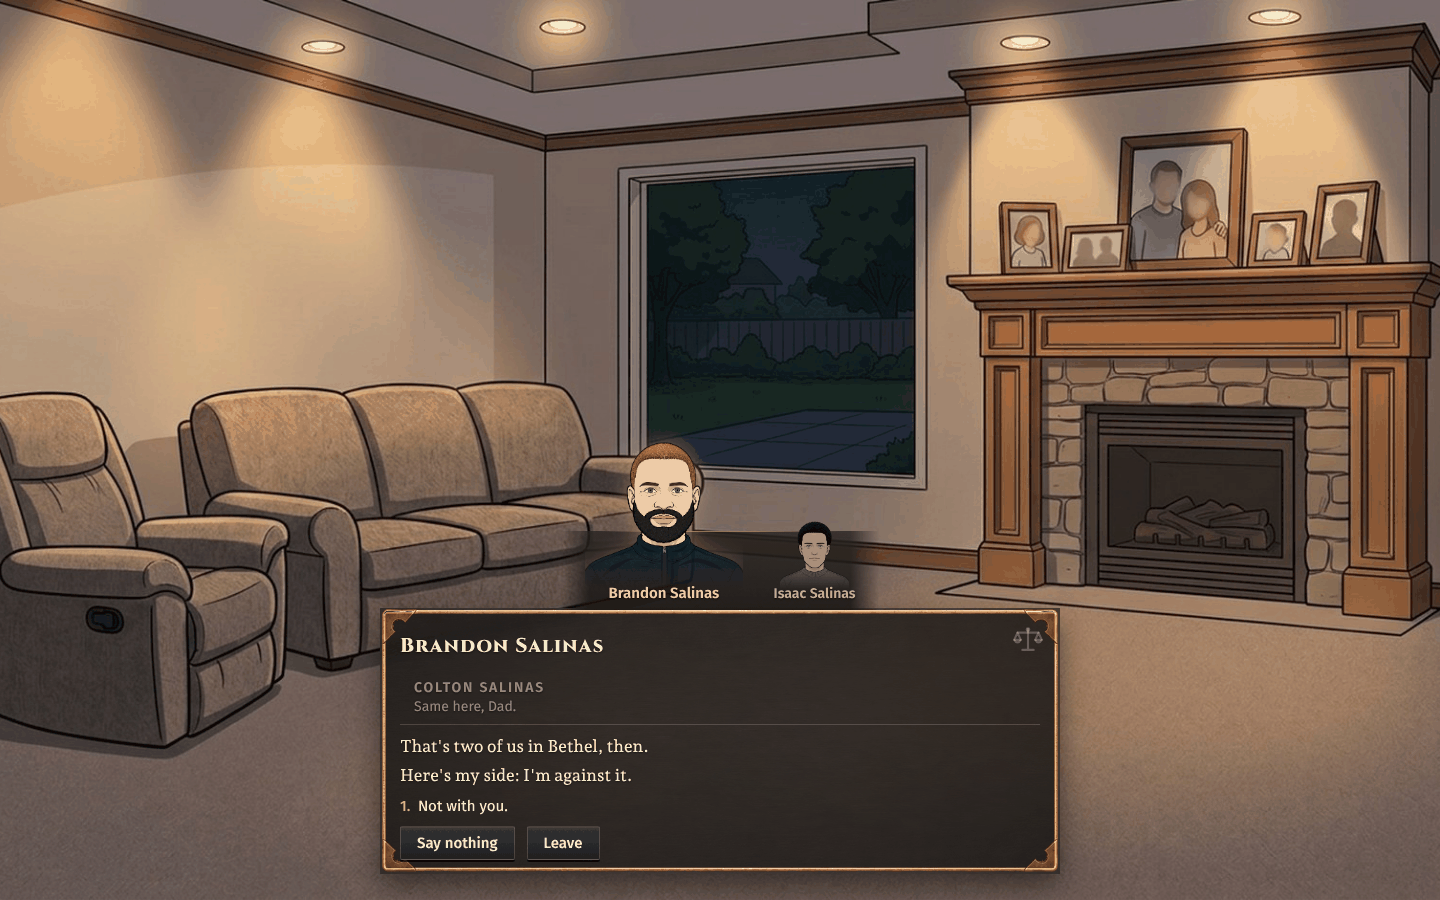 Brandon Salinas
Isaac Salinas
BRANDON SALINAS
COLTON SALINAS
Same here, Dad.
That's two of us in Bethel, then.
Here's my side: I'm against it.
1. Not with you.
Say nothing
Leave